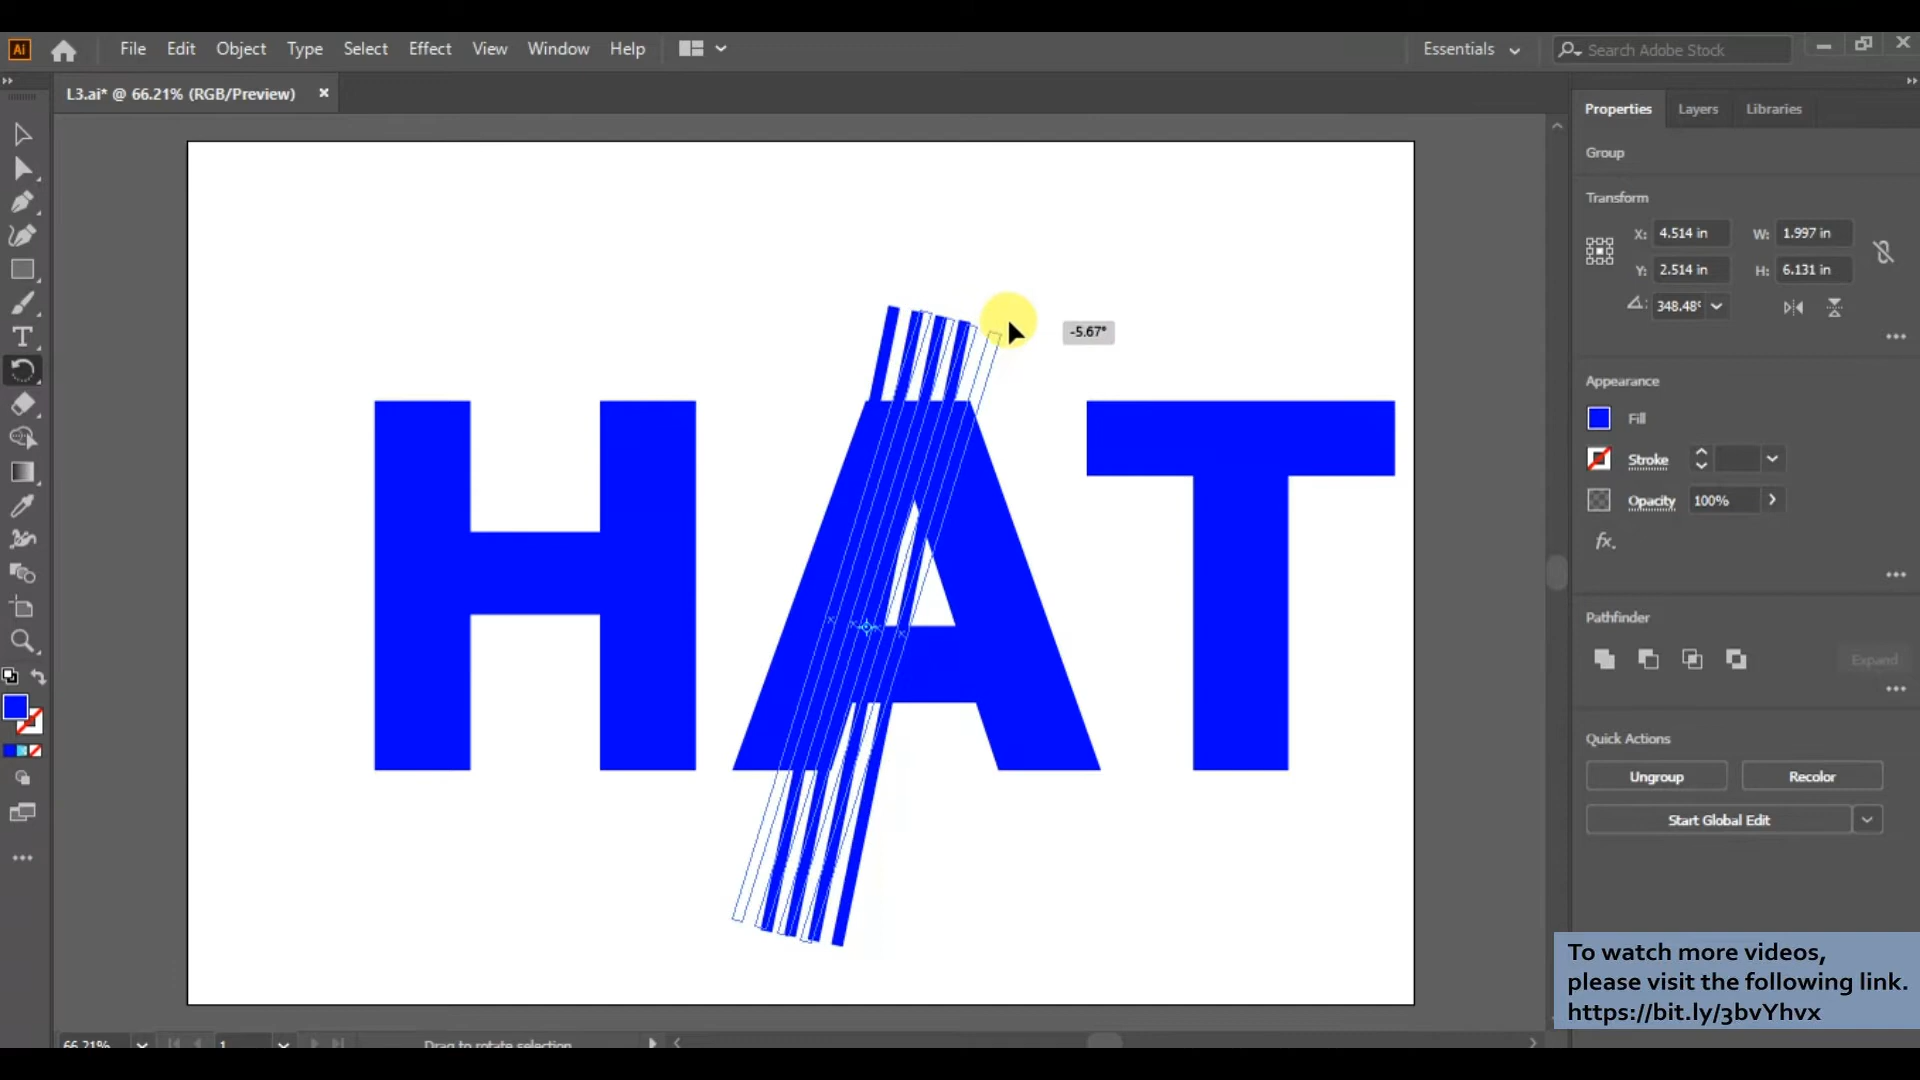 Ai File Edit Object Type Select Effect View Window Help Essentials Search Adobe Stock
L3.ai* @ 66.21% (RGB/Preview) ×
Properties Layers Libraries
Group
Transform
X: 4.514 in W: 1.997 in
Y: 2.514 in H: 6.131 in
348.48°
-5.67°
HAT
Appearance
Fill
Stroke
Opacity 100%
fx.
Pathfinder
Expand
Quick Actions
Ungroup Recolor
Start Global Edit
To watch more videos,
please visit the following link.
https://bit.ly/3bvYhvx
66.21% 1 Drag to rotate selection